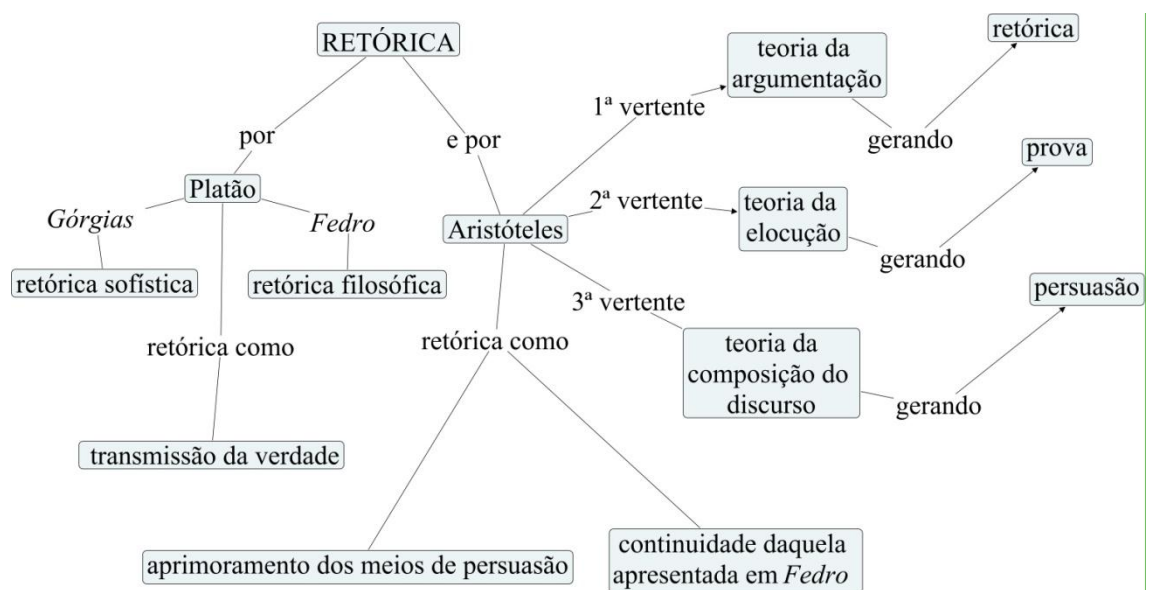 RETÓRICA
por
Platão
Górgias
retórica sofística
Fedro
retórica filosófica
retórica como
transmissão da verdade
e por
Aristóteles
1ª vertente
teoria da
argumentação
gerando
retórica
2ª vertente
teoria da
elocução
gerando
prova
3ª vertente
teoria da
composição do
discurso
gerando
persuasão
retórica como
aprimoramento dos meios de persuasão
continuidade daquela
apresentada em Fedro